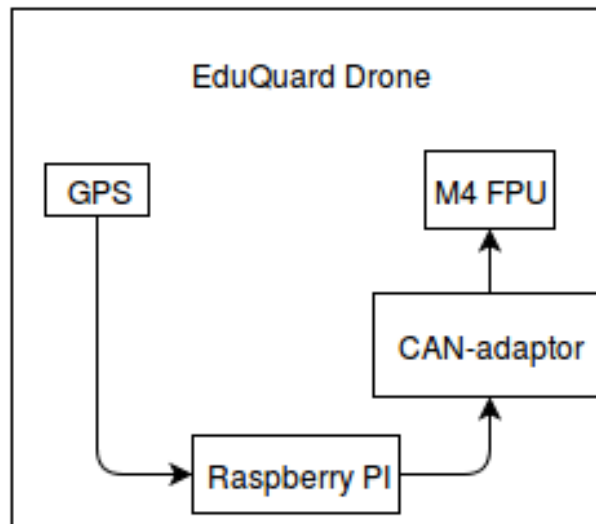 EduQuard Drone
GPS
M4 FPU
CAN-adaptor
Raspberry PI